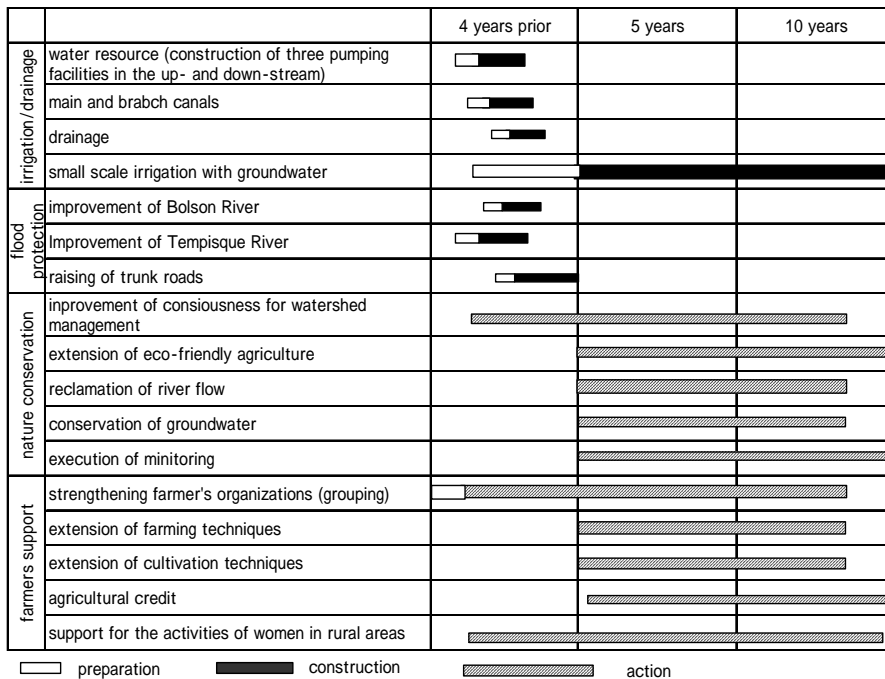 4 years prior 5 years 10 years
irrigation/drainage
water resource (construction of three pumping
facilities in the up- and down-stream)
main and brabch canals
drainage
small scale irrigation with groundwater
flood
protection
improvement of Bolson River
Improvement of Tempisque River
raising of trunk roads
nature conservation
inprovement of consiousness for watershed
management
extension of eco-friendly agriculture
reclamation of river flow
conservation of groundwater
execution of minitoring
farmers support
strengthening farmer's organizations (grouping)
extension of farming techniques
extension of cultivation techniques
agricultural credit
support for the activities of women in rural areas
preparation construction action